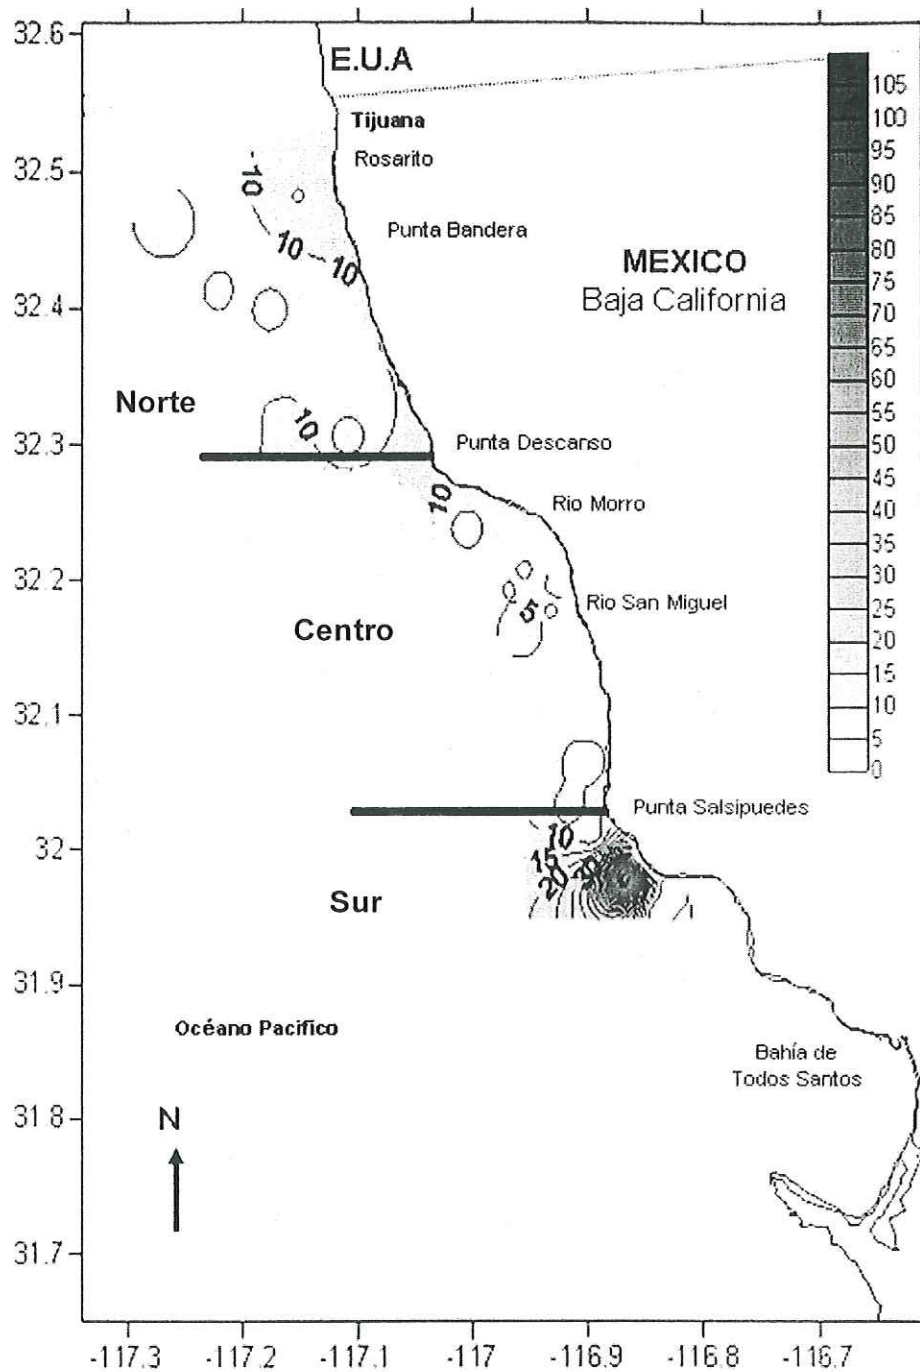 32.6
E.U.A
Tijuana
Rosarito
32.5
10
10
10
Punta Bandera
MEXICO
Baja California
32.4
Norte
10
Punta Descanso
32.3
10
Rio Morro
32.2
5
Rio San Miguel
Centro
32.1
Punta Salsipuedes
32
10
15
20
Sur
31.9
Océano Pacifico
Bahía de
Todos Santos
31.8
N
31.7
-117.3 -117.2 -117.1 -117 -116.9 -116.8 -116.7
105
100
95
90
85
80
75
70
65
60
55
50
45
40
35
30
25
20
15
10
5
0